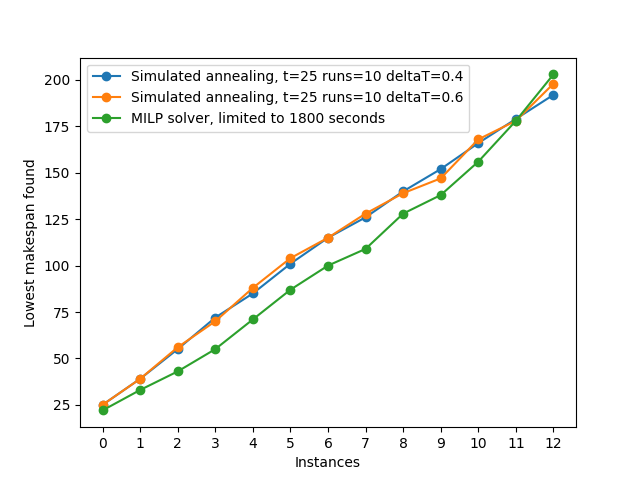 Simulated annealing, t=25 runs=10 deltaT=0.4
Simulated annealing, t=25 runs=10 deltaT=0.6
MILP solver, limited to 1800 seconds
200
175
150
125
100
75
50
25
Lowest makespan found
0 1 2 3 4 5 6 7 8 9 10 11 12
Instances